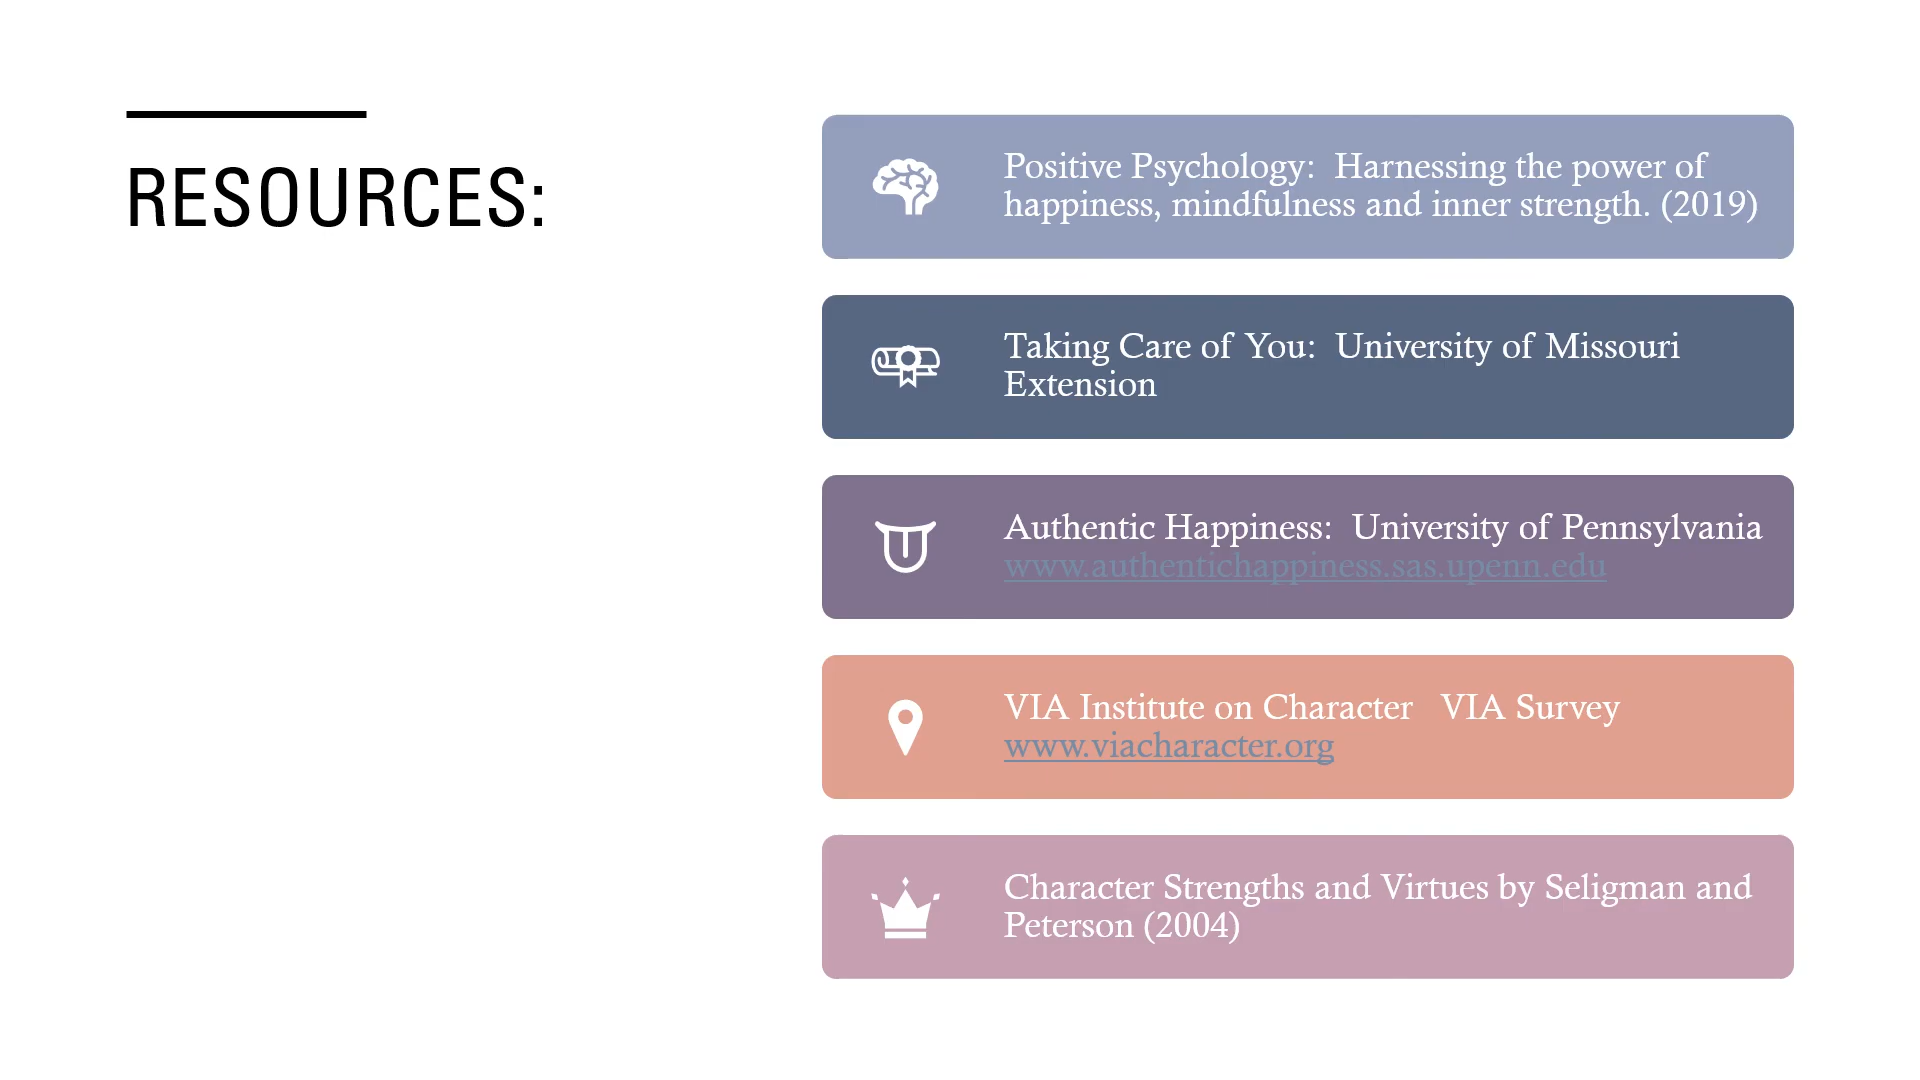 RESOURCES:
Positive Psychology:  Harnessing the power of
happiness, mindfulness and inner strength. (2019)
Taking Care of You:  University of Missouri
Extension
Authentic Happiness:  University of Pennsylvania
www.authentichappiness.sas.upenn.edu
VIA Institute on Character   VIA Survey
www.viacharacter.org
Character Strengths and Virtues by Seligman and
Peterson (2004)